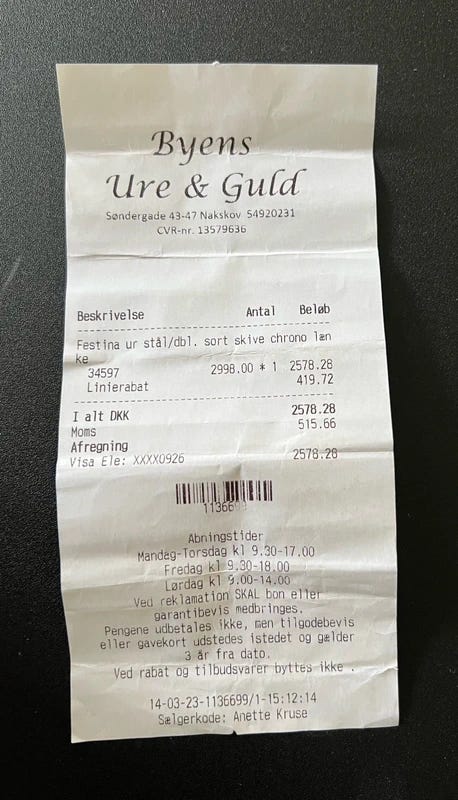 Byens
Ure & Guld
Søndergade 43-47 Nakskov 54920231
CVR-nr. 13579636
Beskrivelse Antal Beløb
Festina ur stål/dbl. sort skive chrono læn
ke
34597 2998.00 * 1 2578.28
Linierabat 419.72
I alt DKK 2578.28
Moms 515.66
Afregning
Visa Ele: XXXX0926 2578.28
113669
Abningstider
Mandag-Torsdag kl 9.30-17.00
Fredag kl 9.30-18.00
Lørdag kl 9.00-14.00
Ved reklamation SKAL bon eller
garantibevis medbringes.
Pengene udbetales ikke, men tilgodebevis
eller gavekort udstedes istedet og gælder
3 år fra dato.
Ved rabat og tilbudsvarer byttes ikke .
14-03-23-1136699/1-15:12:14
Sælgerkode: Anette Kruse